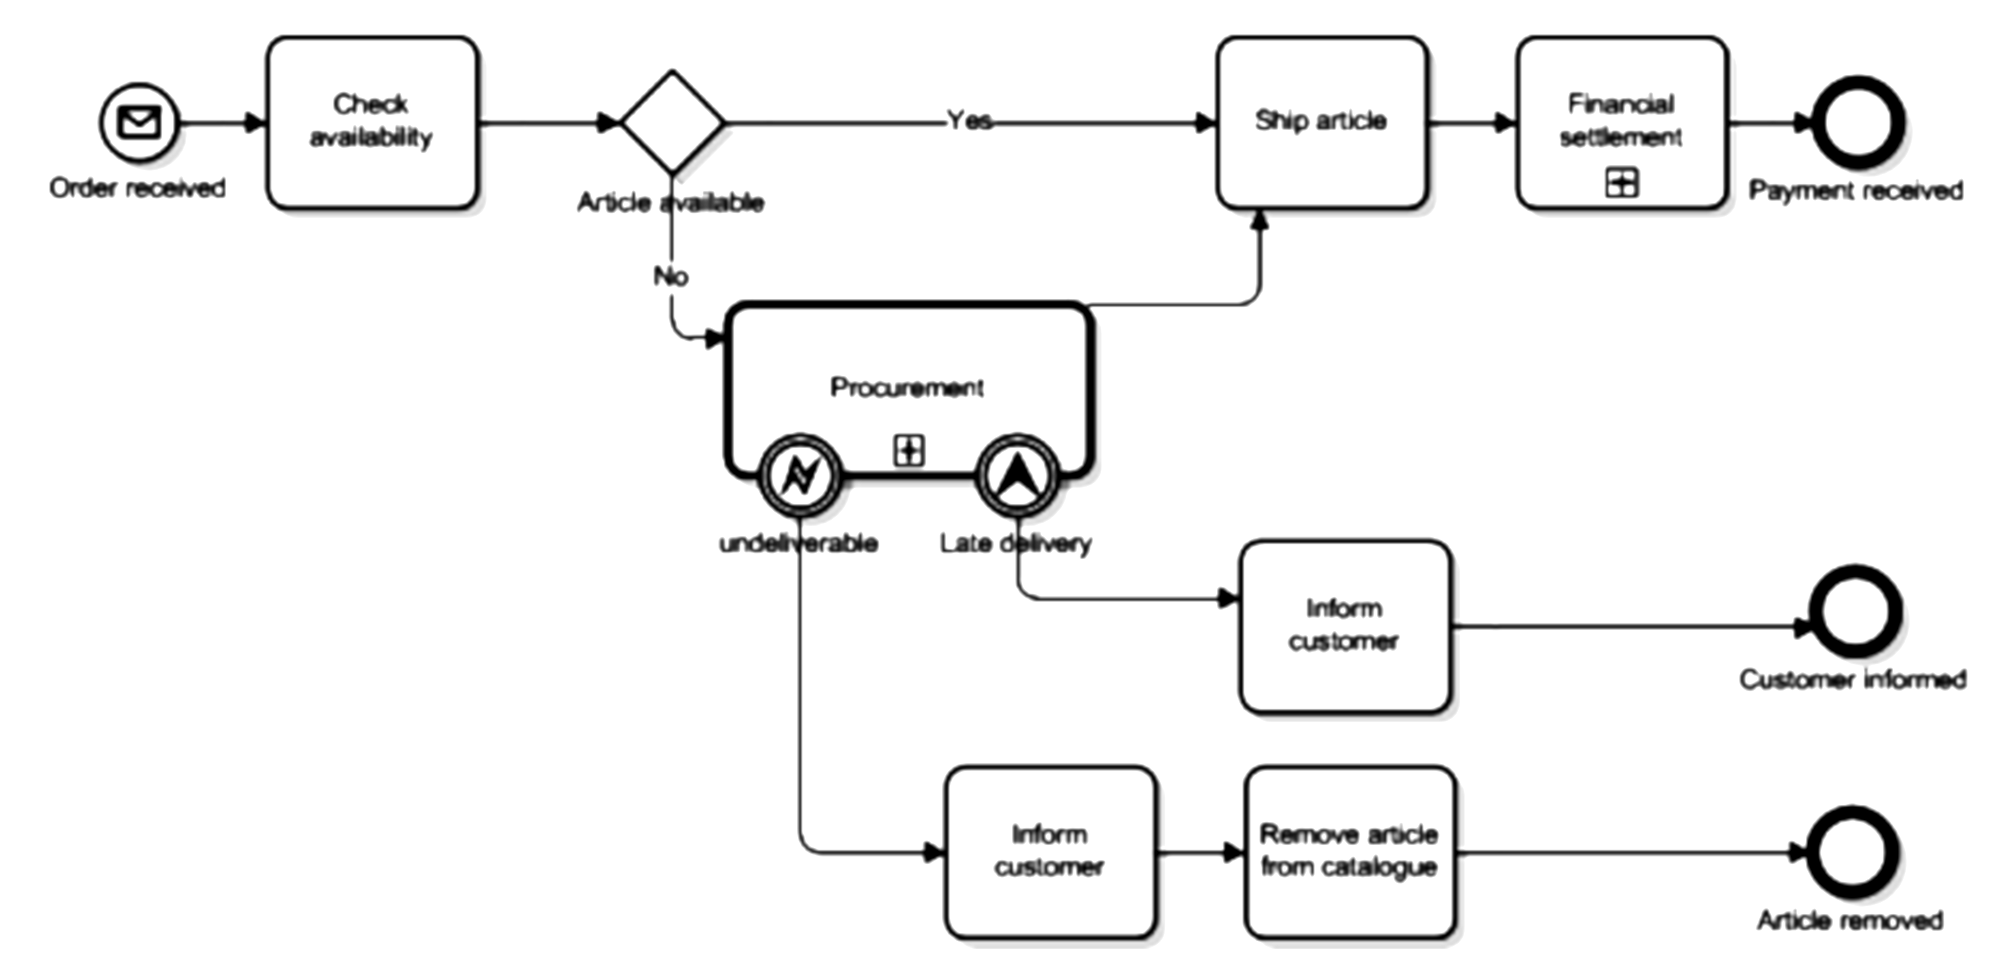 Order received
Check
availability
Article available
Yes
No
Ship article
Financial
settlement
Payment received
Procurement
undeliverable
Late delivery
Inform
customer
Customer informed
Inform
customer
Remove article
from catalogue
Article removed